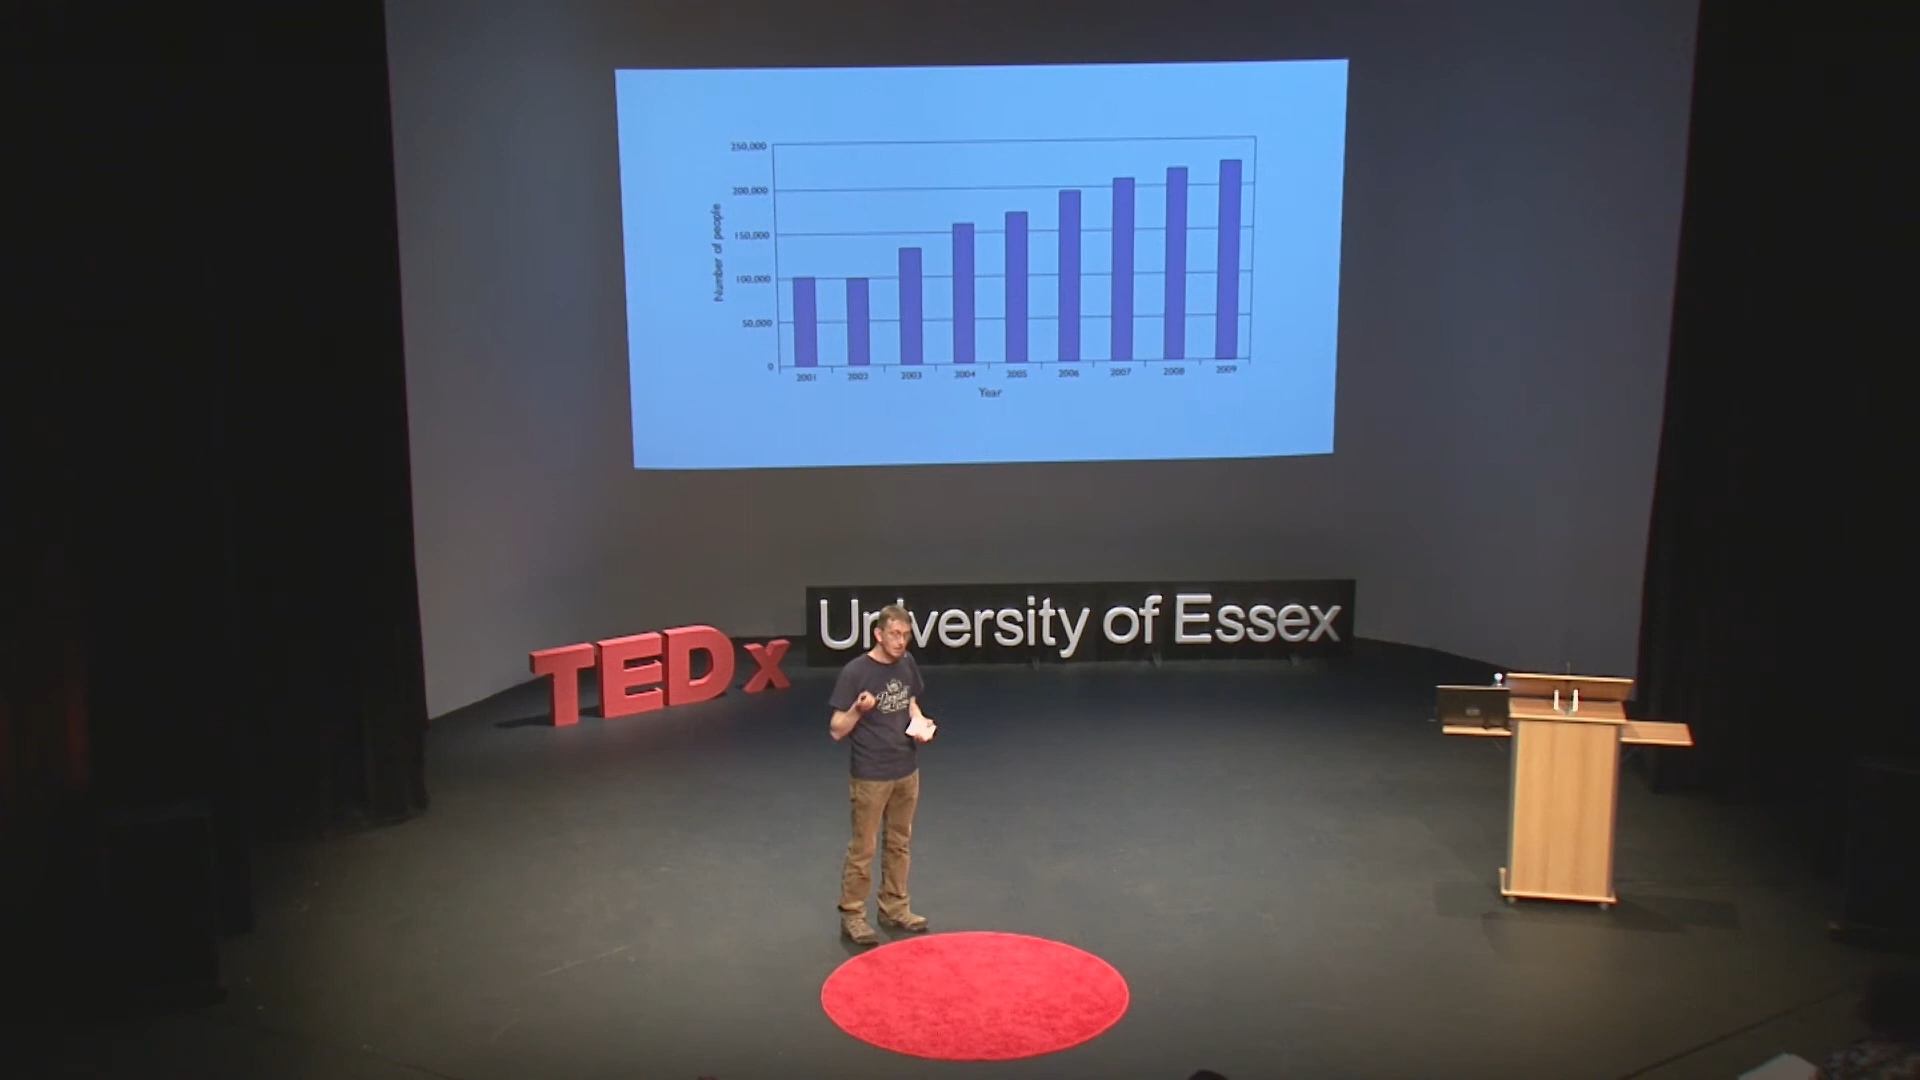 250,000
200,000
150,000
100,000
50,000
0
Number of people
2001 2002 2003 2004 2005 2006 2007 2008 2009
Year
TEDx
University of Essex